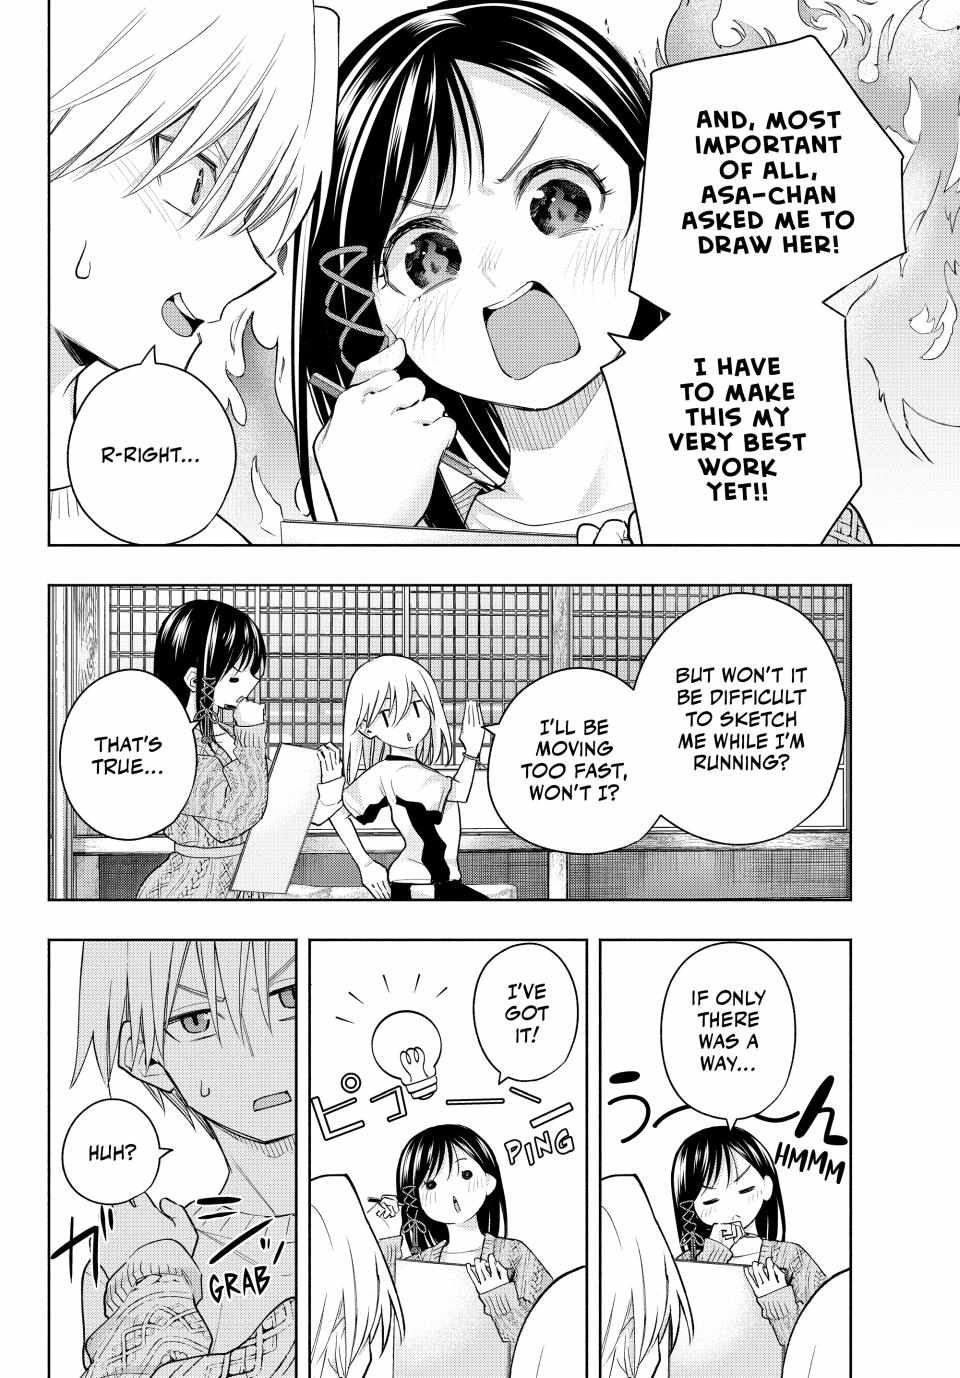 AND, MOST
IMPORTANT
OF ALL,
ASA-CHAN
ASKED ME TO
DRAW HER!
I HAVE
TO MAKE
THIS MY
VERY BEST
WORK
YET!!
R-RIGHT...
BUT WON'T IT
BE DIFFICULT
TO SKETCH
ME WHILE I'M
RUNNING?
I'LL BE
MOVING
TOO FAST,
WON'T I?
THAT'S
TRUE...
IF ONLY
THERE
WAS A
WAY...
う〜〜ん
HMMM
I'VE
GOT
IT!
ピコーーン
PING
HUH?
ガシッ
GRAB